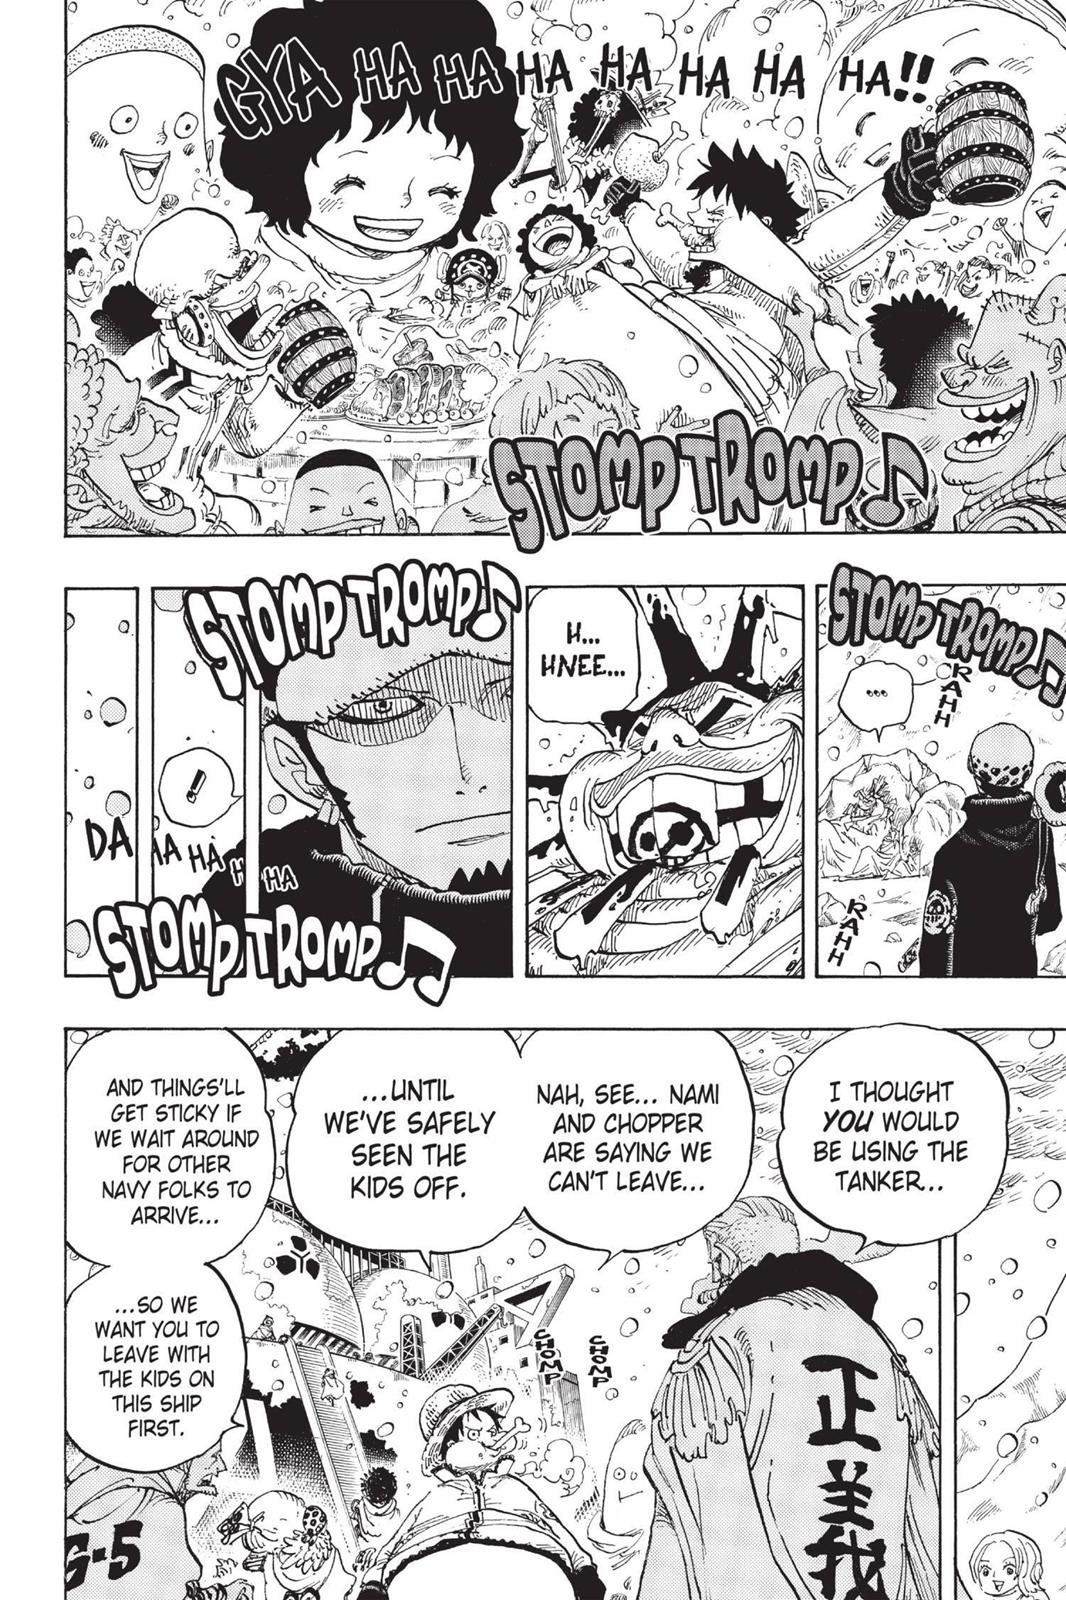 GYA HA HA HA HA HA HA HA!!
STOMP TROMP♪
STOMP TROMP♪
RAHH
...
RAHH
H...
HNEE...
STOMP TROMP♪
!
DA HA HA H HA
STOMP TROMP♪
I THOUGHT
YOU WOULD
BE USING THE
TANKER...
NAH, SEE... NAMI
AND CHOPPER
ARE SAYING WE
CAN'T LEAVE...
...UNTIL
WE'VE SAFELY
SEEN THE
KIDS OFF.
AND THINGS'LL
GET STICKY IF
WE WAIT AROUND
FOR OTHER
NAVY FOLKS TO
ARRIVE...
...SO WE
WANT YOU TO
LEAVE WITH
THE KIDS ON
THIS SHIP
FIRST.
CHOMP
CHOMP
正義
G-5